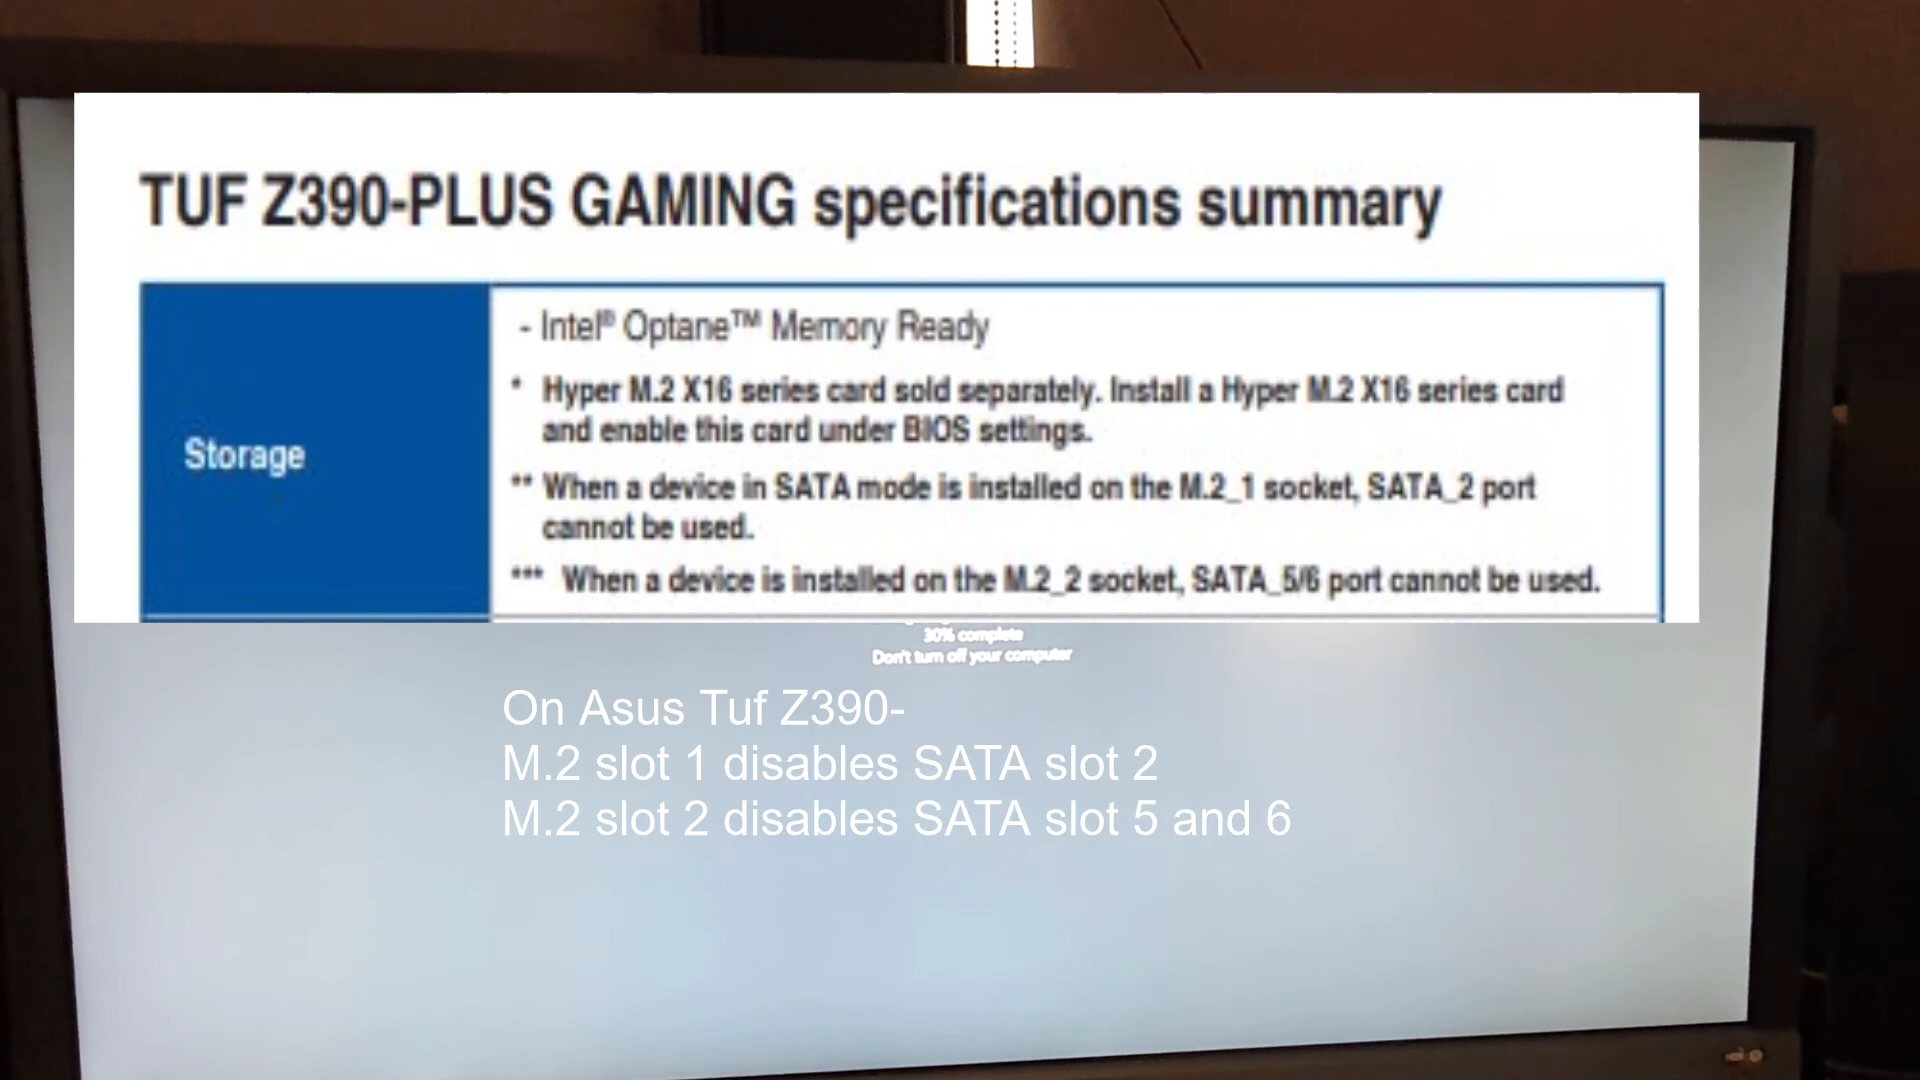 TUF Z390-PLUS GAMING specifications summary
Storage
- Intel® Optane™ Memory Ready
* Hyper M.2 X16 series card sold separately. Install a Hyper M.2 X16 series card
and enable this card under BIOS settings.
** When a device in SATA mode is installed on the M.2_1 socket, SATA_2 port
cannot be used.
*** When a device is installed on the M.2_2 socket, SATA_5/6 port cannot be used.
30% complete
Don't turn off your computer
On Asus Tuf Z390-
M.2 slot 1 disables SATA slot 2
M.2 slot 2 disables SATA slot 5 and 6